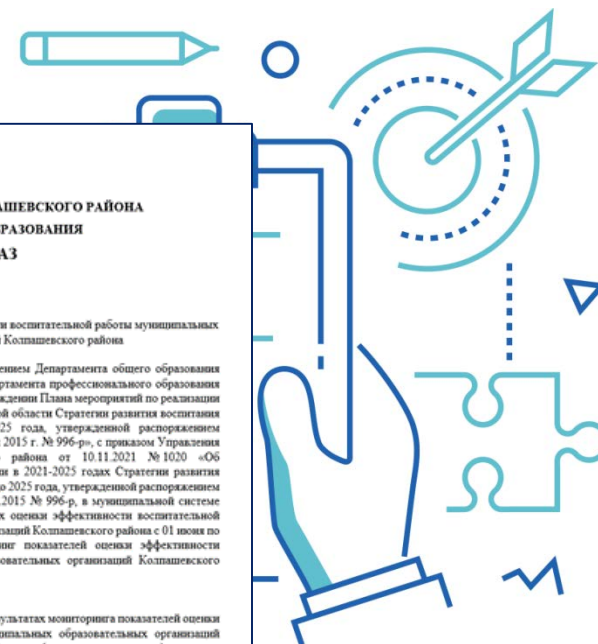 АШЕВСКОГО РАЙОНА
РАЗОВАНИЯ
АЗ
и воспитательной работы муниципальных
й Колпашевского района
нием Департамента общего образования
ртамента профессионального образования
ждении Плана мероприятий по реализации
ой области Стратегии развития воспитания
25 года, утвержденной распоряжением
2015 г. № 996-р», с приказом Управления
района от 10.11.2021 № 1020 «Об
и в 2021-2025 годах Стратегии развития
о 2025 года, утвержденной распоряжением
.2015 № 996-р, в муниципальной системе
х оценки эффективности воспитательной
заций Колпашевского района с 01 июня по
инг показателей оценки эффективности
зовательных организаций Колпашевского
ультатах мониторинга показателей оценки
ципальных образовательных организаций